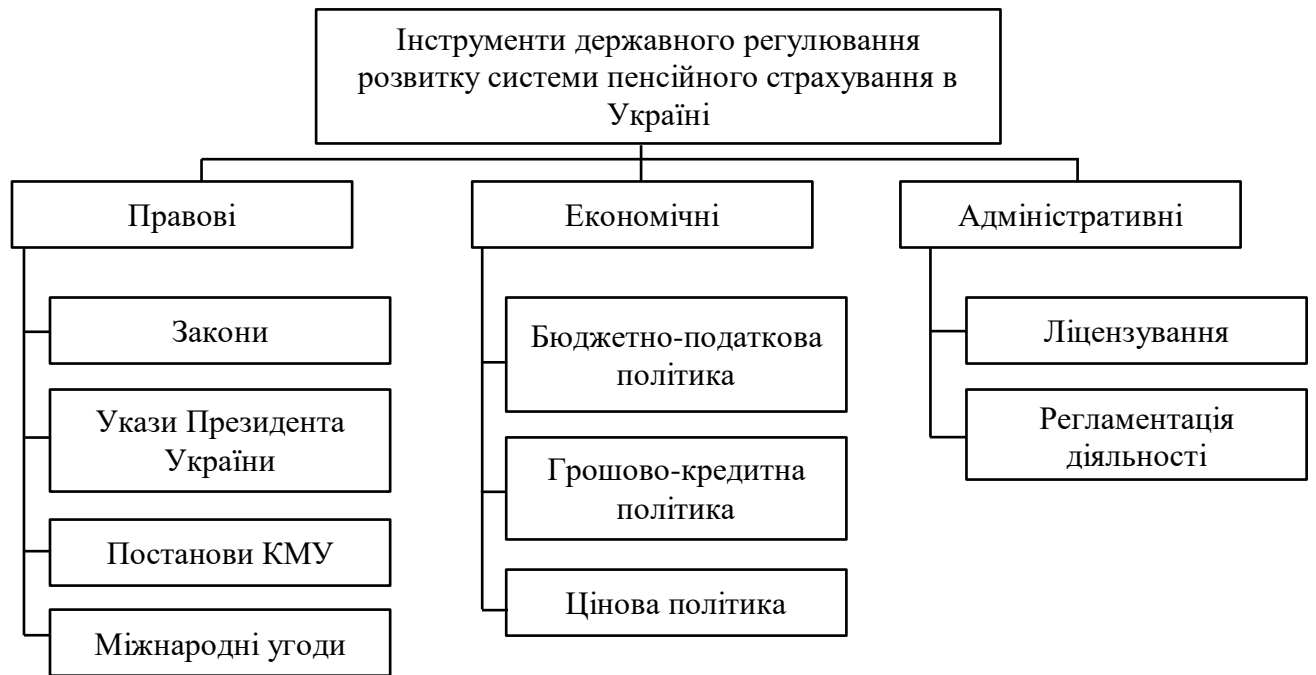 Інструменти державного регулювання
розвитку системи пенсійного страхування в
Україні
Правові
Економічні
Адміністративні
Закони
Укази Президента
України
Постанови КМУ
Міжнародні угоди
Бюджетно-податкова
політика
Грошово-кредитна
політика
Цінова політика
Ліцензування
Регламентація
діяльності